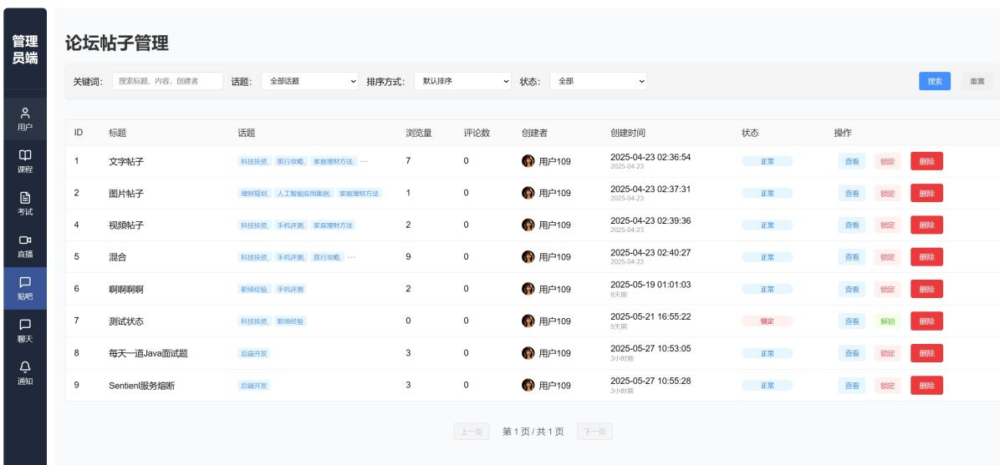 管理
员端
用户
课程
考试
直播
贴吧
聊天
通知
论坛帖子管理
关键词: 搜索标题、内容、创建者 话题: 全部话题 排序方式: 默认排序 状态: 全部 搜索 重置
ID 标题 话题 浏览量 评论数 创建者 创建时间 状态 操作
1 文字帖子 科技投资, 旅行攻略, 家庭理财方法, ... 7 0 用户109 2025-04-23 02:36:54 正常 查看 锁定 删除
2025-04-23
2 图片帖子 理财规划, 人工智能应用案例, 家庭理财方法 1 0 用户109 2025-04-23 02:37:31 正常 查看 锁定 删除
2025-04-23
4 视频帖子 科技投资, 手机评测, 家庭理财方法 2 0 用户109 2025-04-23 02:39:36 正常 查看 锁定 删除
2025-04-23
5 混合 科技投资, 手机评测, 旅行攻略, ... 9 0 用户109 2025-04-23 02:40:27 正常 查看 锁定 删除
2025-04-23
6 啊啊啊啊 职场经验, 手机评测 2 0 用户109 2025-05-19 01:01:03 正常 查看 锁定 删除
8天前
7 测试状态 科技投资, 职场经验 0 0 用户109 2025-05-21 16:55:22 锁定 查看 解锁 删除
5天前
8 每天一道Java面试题 后端开发 3 0 用户109 2025-05-27 10:53:05 正常 查看 锁定 删除
3小时前
9 Sentienl服务熔断 后端开发 3 0 用户109 2025-05-27 10:55:28 正常 查看 锁定 删除
3小时前
上一页 第 1 页 / 共 1 页 下一页